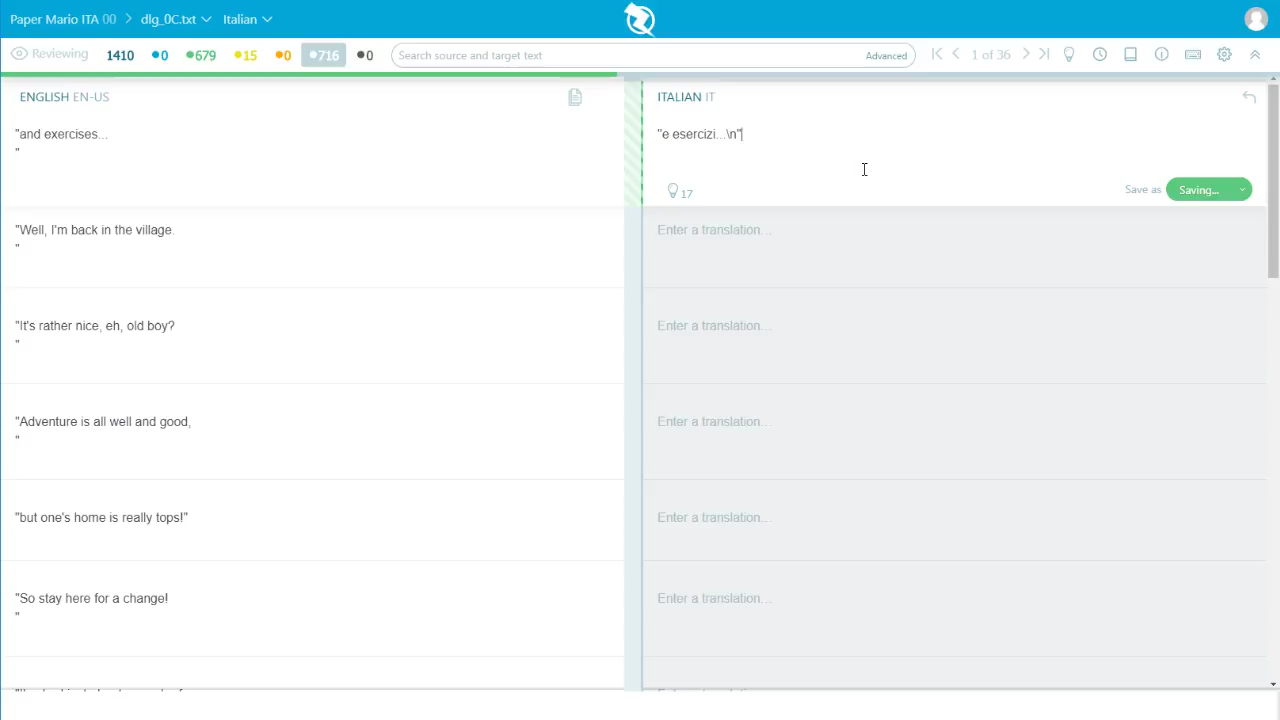 Paper Mario ITA 00 > dlg_0C.txt Italian
Reviewing 1410 0 679 15 0 716 0 Search source and target text Advanced 1 of 36
ENGLISH EN-US
ITALIAN IT
"and exercises...
"
"e esercizi...\n"
17
Save as Saving...
"Well, I'm back in the village.
"
Enter a translation...
"It's rather nice, eh, old boy?
"
Enter a translation...
"Adventure is all well and good,
"
Enter a translation...
"but one's home is really tops!"
Enter a translation...
"So stay here for a change!
"
Enter a translation...